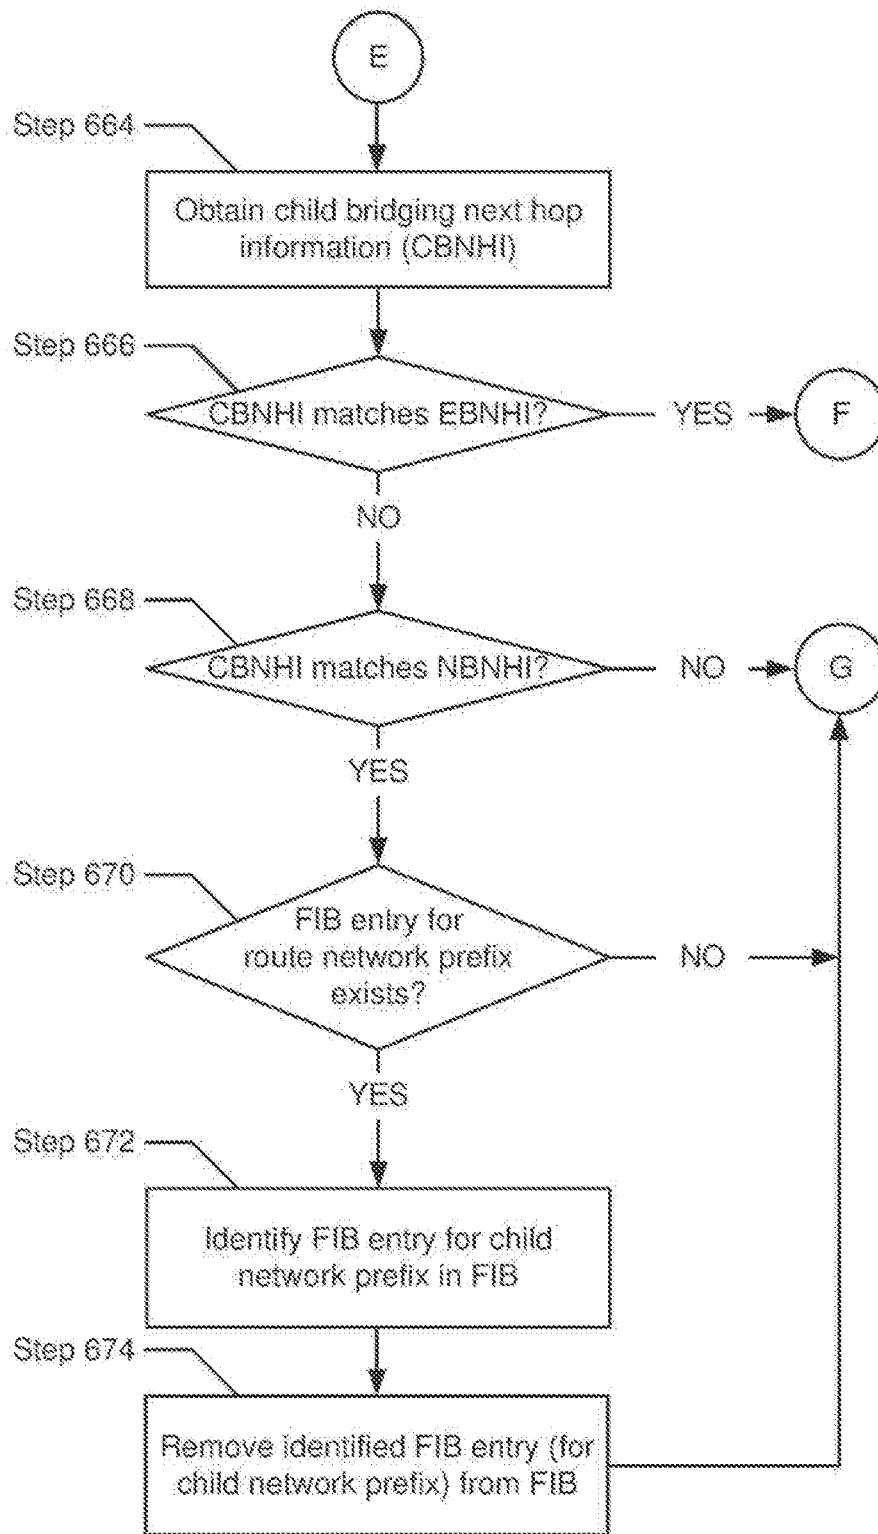 E
Step 664
Obtain child bridging next hop
information (CBNHI)
Step 666
CBNHI matches EBNHI?
YES
F
NO
Step 668
CBNHI matches NBNHI?
NO
G
YES
Step 670
FIB entry for
route network prefix
exists?
NO
YES
Step 672
Identify FIB entry for child
network prefix in FIB
Step 674
Remove identified FIB entry (for
child network prefix) from FIB